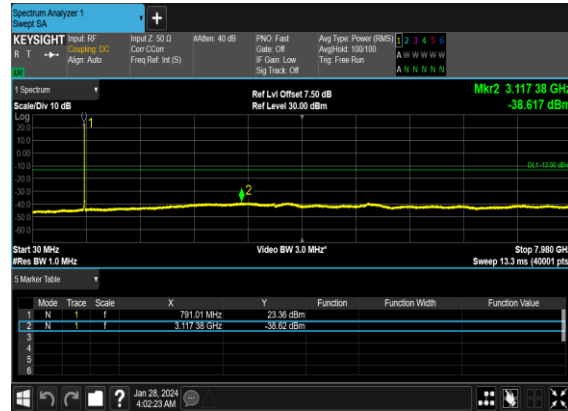 Spectrum Analyzer 1
Swept SA
+
KEYSIGHT Input: RF Input Z: 50 Ω #Atten: 40 dB PNO: Fast Avg Type: Power (RMS) 1 2 3 4 5 6
R T Coupling: DC Corr CCorr Gate: Off Avg|Hold: 100/100 A W W W W W
Align: Auto Freq Ref: Int (S) IF Gain: Low Trig: Free Run
Sig Track: Off A N N N N N
1 Spectrum Ref Lvl Offset 7.50 dB Mkr2 3.117 38 GHz
Scale/Div 10 dB Ref Level 30.00 dBm -38.617 dBm
Log
20.0
10.0
0.00
-10.0
-20.0
-30.0
-40.0
-50.0
-60.0
1
DL1 -13.00 dBm
2
Start 30 MHz Video BW 3.0 MHz* Stop 7.980 GHz
#Res BW 1.0 MHz Sweep 13.3 ms (40001 pts)
5 Marker Table
Mode Trace Scale X Y Function Function Width Function Value
1 N 1 f 791.01 MHz 23.36 dBm
2 N 1 f 3.117 38 GHz -38.62 dBm
3
4
5
6
? Jan 28, 2024
4:02:23 AM